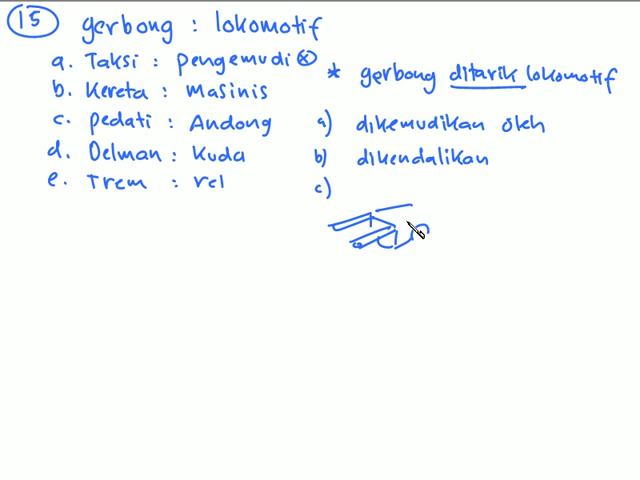 15 gerbong : lokomotif
a. Taksi : pengemudi
b. Kereta : masinis
c. pedati : Andong
d. Delman : Kuda
e. Trem : rel
* gerbong ditarik lokomotif
a) dikemudikan oleh
b) dikendalikan
c)